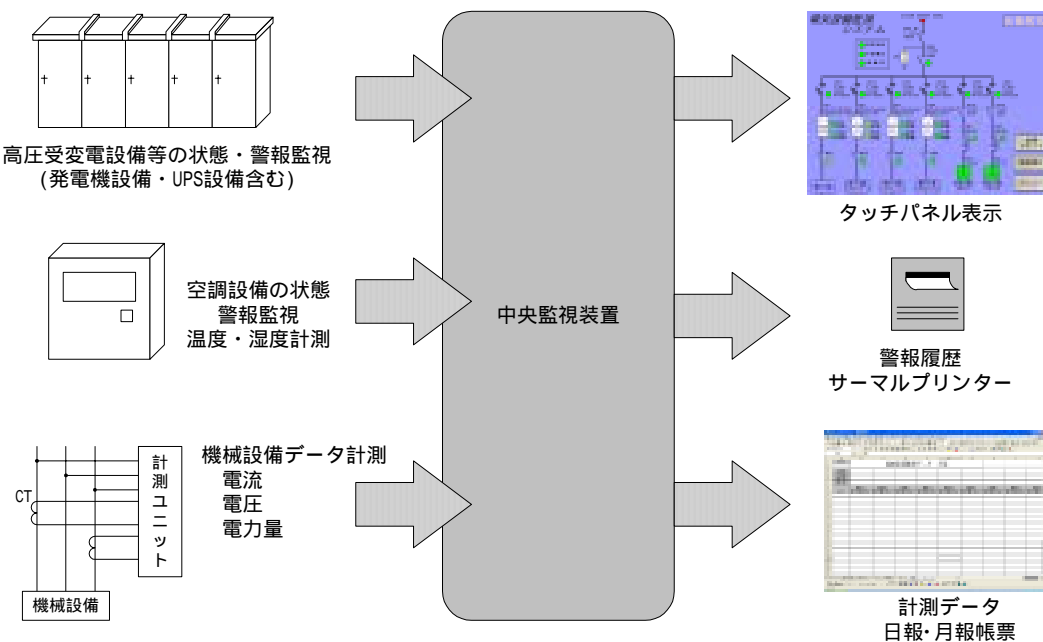 高圧受変電設備等の状態・警報監視
(発電機設備・UPS設備含む)
空調設備の状態
警報監視
温度・湿度計測
機械設備データ計測
電流
電圧
電力量
CT
計測ユニット
機械設備
中央監視装置
タッチパネル表示
警報履歴
サーマルプリンター
計測データ
日報・月報帳票